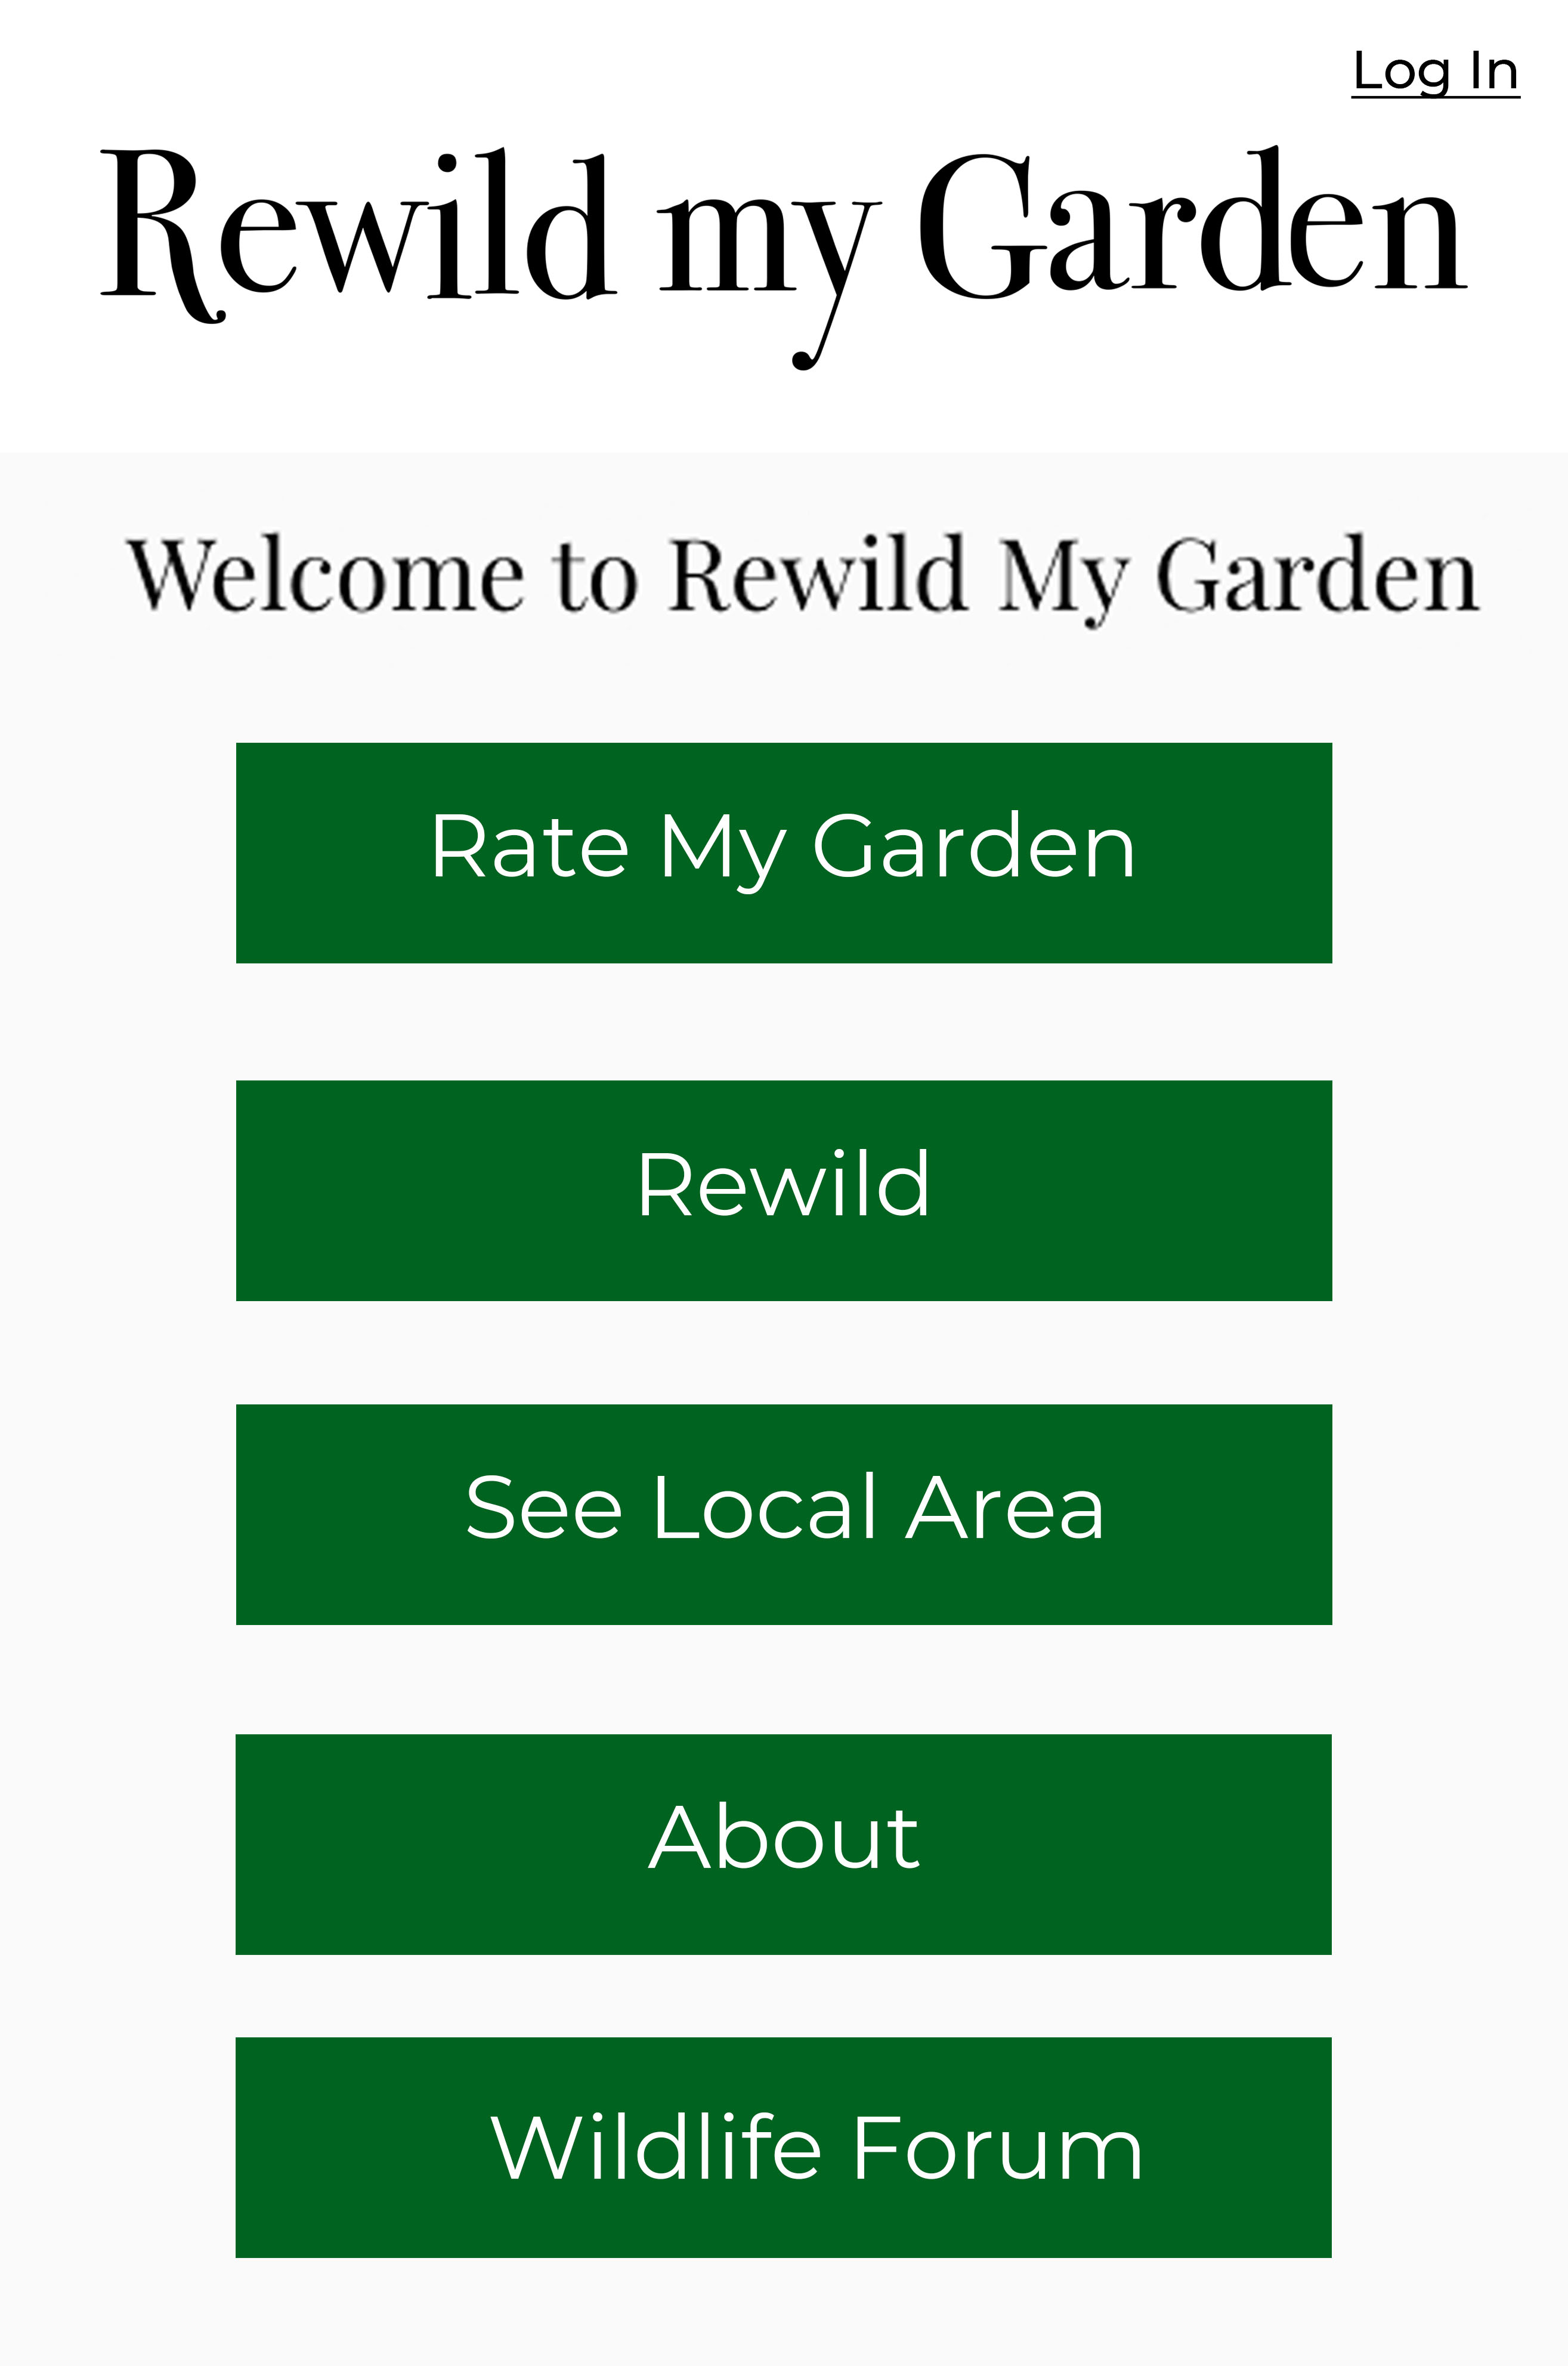 Log In
Rewild my Garden
Welcome to Rewild My Garden
Rate My Garden
Rewild
See Local Area
About
Wildlife Forum